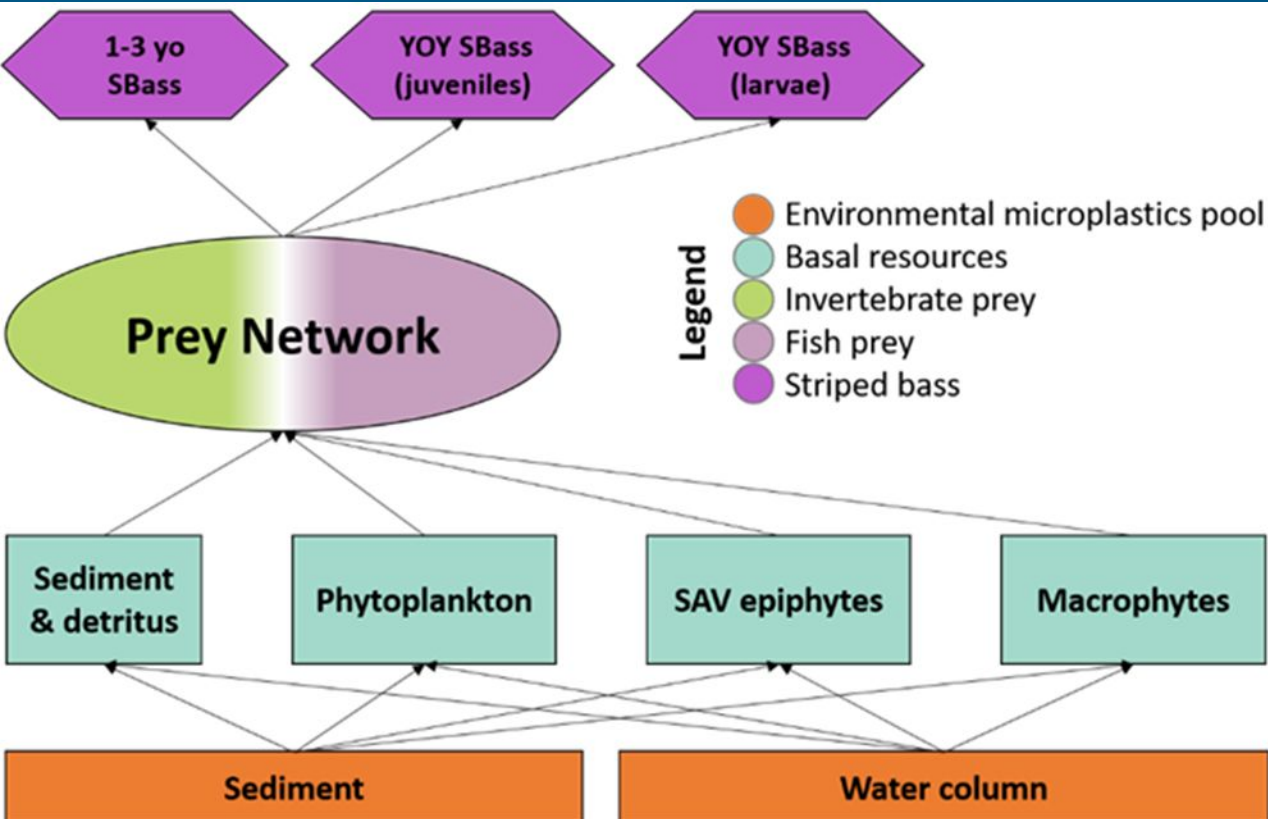 1-3 yo
SBass
YOY SBass
(juveniles)
YOY SBass
(larvae)
Legend
Environmental microplastics pool
Basal resources
Invertebrate prey
Fish prey
Striped bass
Prey Network
Sediment
& detritus
Phytoplankton
SAV epiphytes
Macrophytes
Sediment
Water column